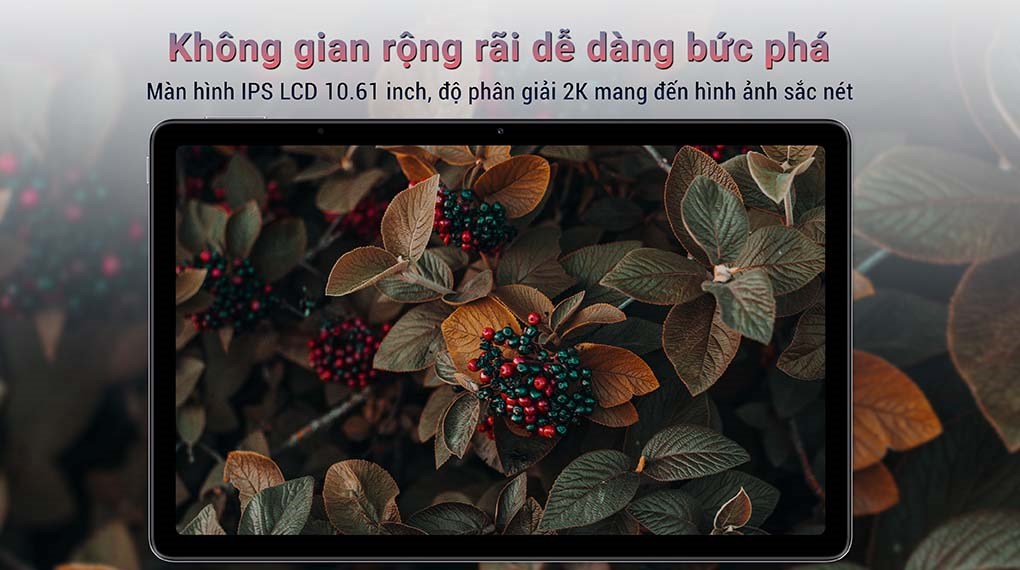 Không gian rộng rãi dễ dàng bức phá
Màn hình IPS LCD 10.61 inch, độ phân giải 2K mang đến hình ảnh sắc nét